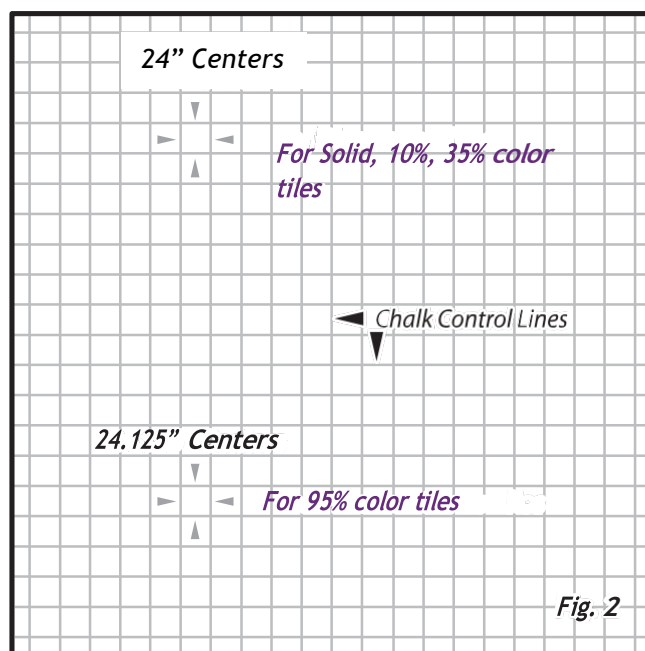 24” Centers
For Solid, 10%, 35% color
tiles
Chalk Control Lines
24.125” Centers
For 95% color tiles
Fig. 2